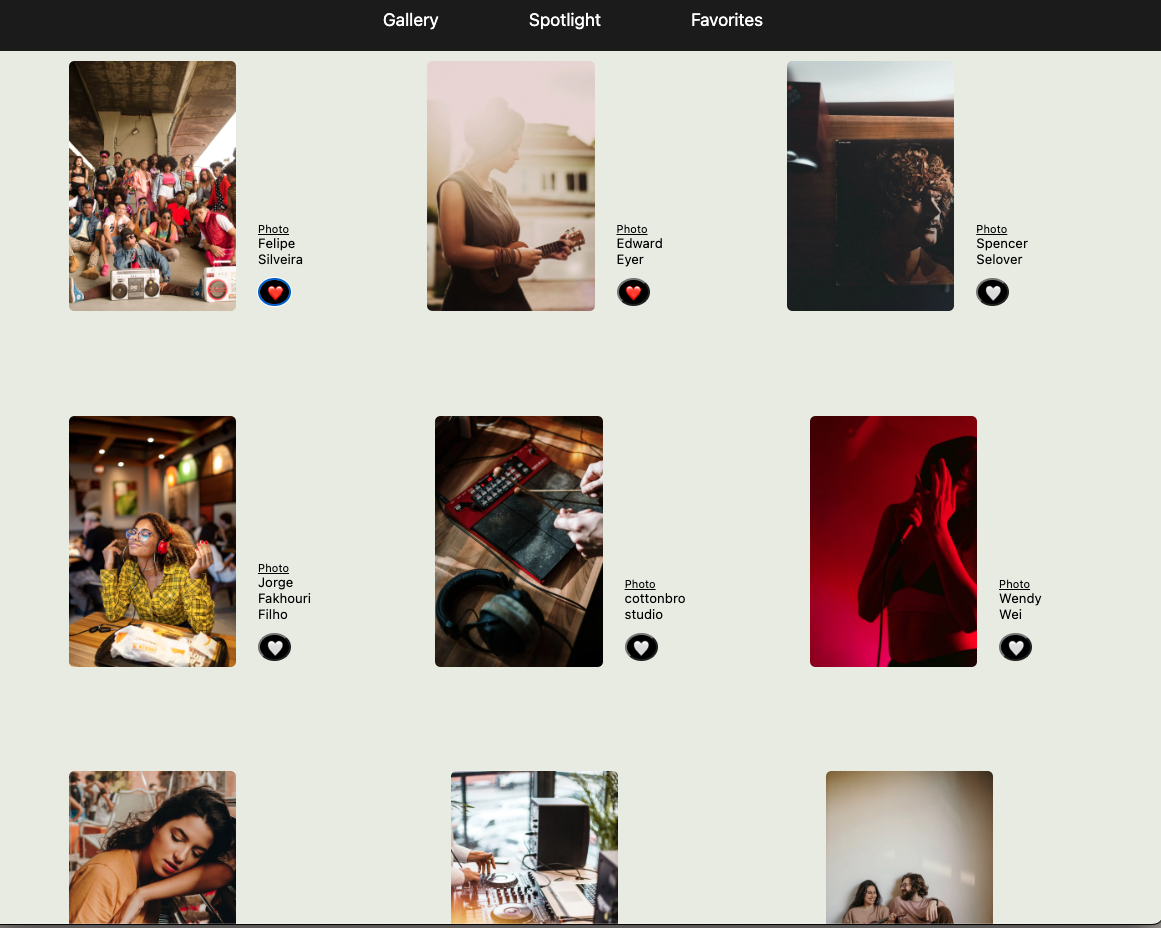 Gallery
Spotlight
Favorites
Photo
Felipe
Silveira
Photo
Edward
Eyer
Photo
Spencer
Selover
Photo
Jorge
Fakhouri
Filho
Photo
cottonbro
studio
Photo
Wendy
Wei